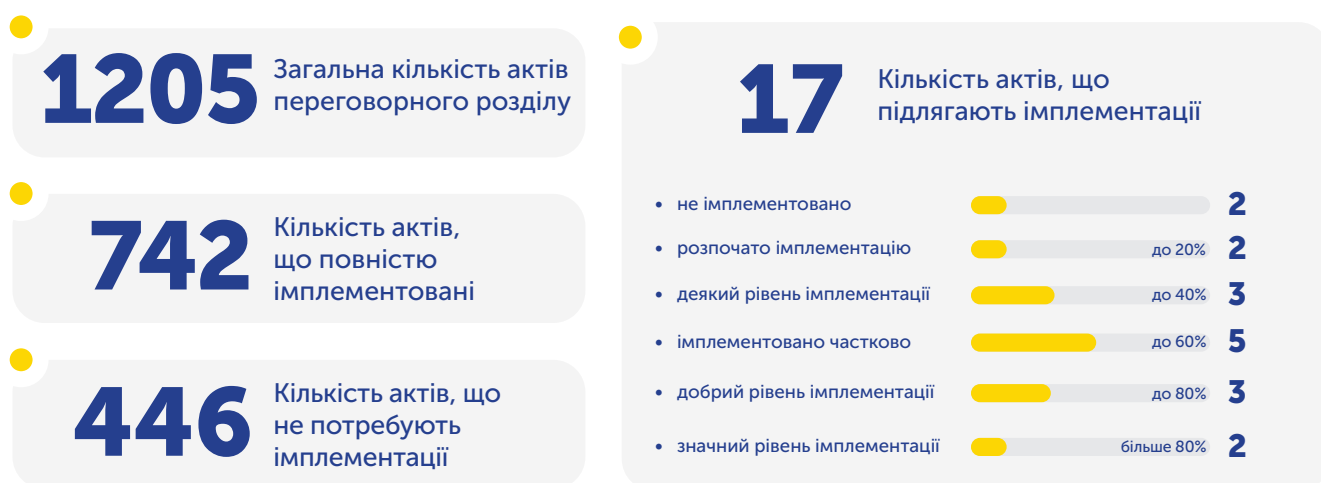 1205
Загальна кількість актів
переговорного розділу
742
Кількість актів,
що повністю
імплементовані
446
Кількість актів, що
не потребують
імплементації
17
Кількість актів, що
підлягають імплементації
• не імплементовано 2
• розпочато імплементацію до 20% 2
• деякий рівень імплементації до 40% 3
• імплементовано частково до 60% 5
• добрий рівень імплементації до 80% 3
• значний рівень імплементації більше 80% 2